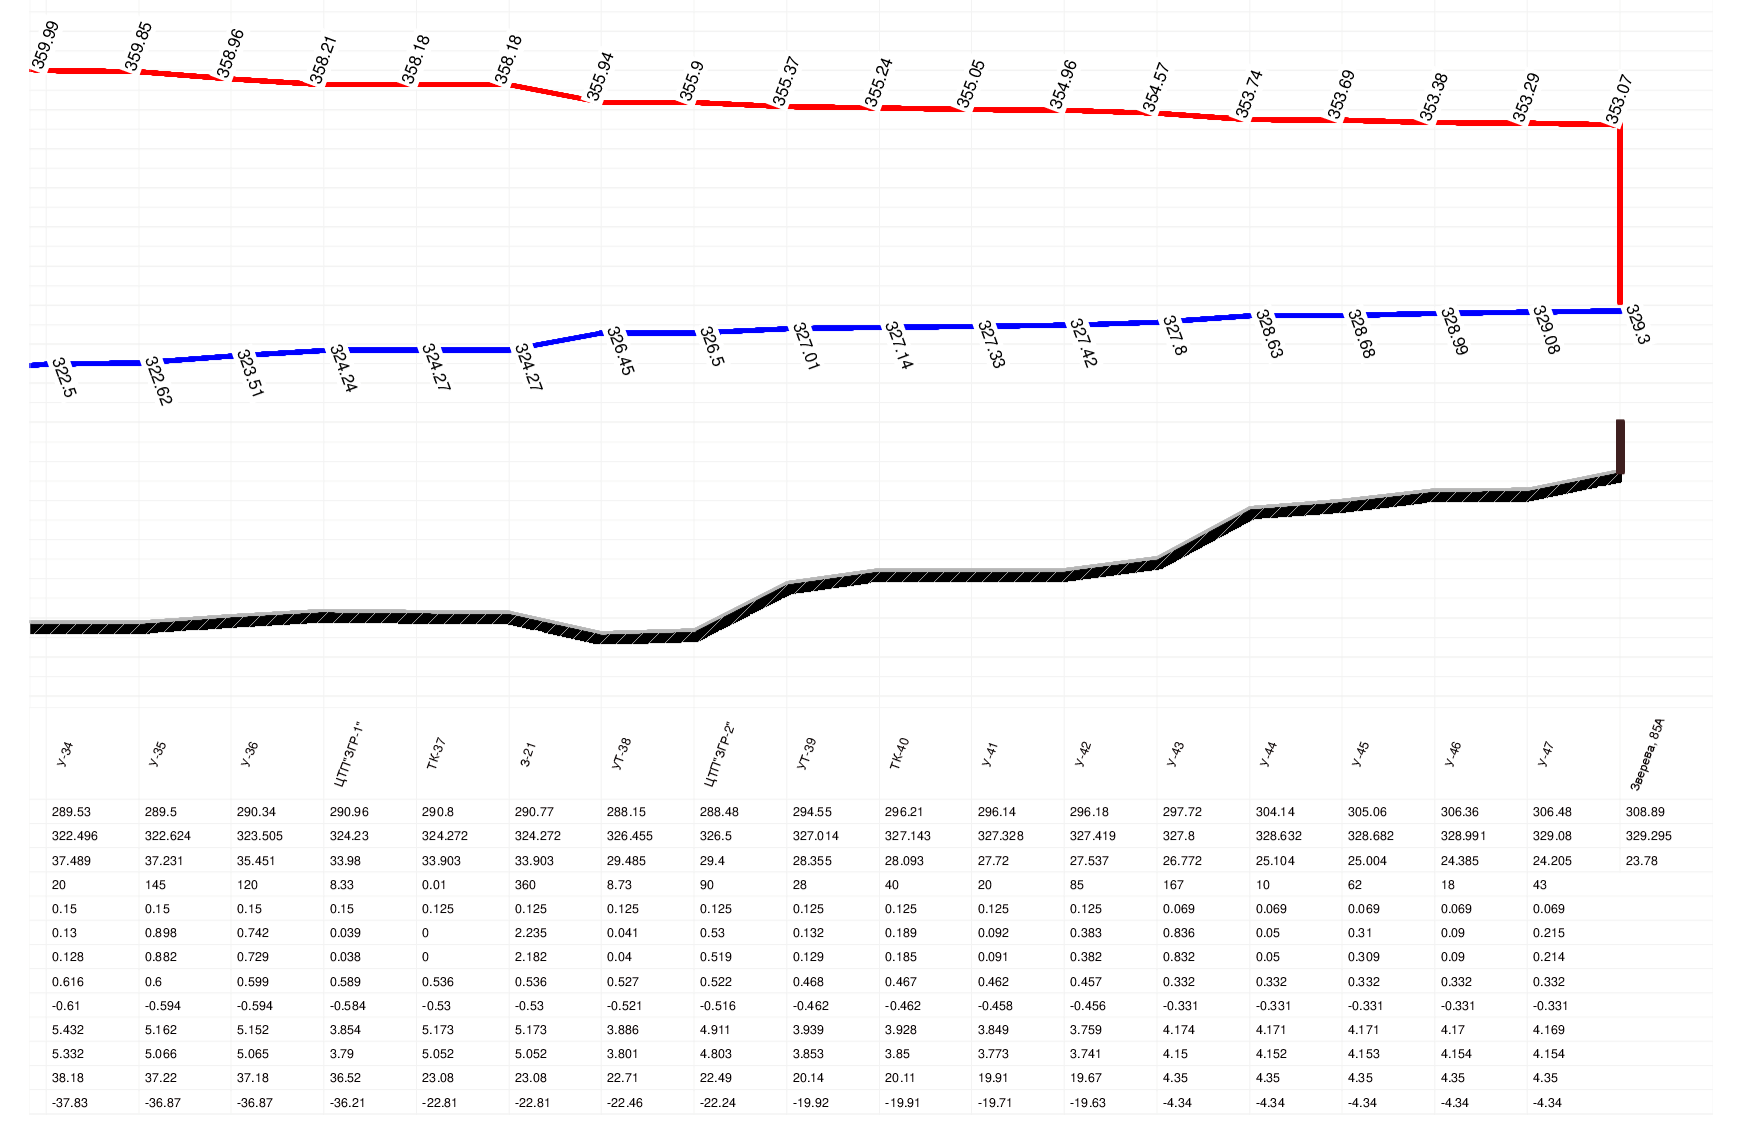 359.99 359.85 358.96 358.21 358.18 358.18 355.94 355.9 355.37 355.24 355.05 354.96 354.57 353.74 353.69 353.38 353.29 353.07
322.5 322.62 323.51 324.24 324.27 324.27 326.45 326.5 327.01 327.14 327.33 327.42 327.8 328.63 328.68 328.99 329.08 329.3
У-34 У-35 У-36 ЦТП"ЗГР-1" ТК-37 З-21 УТ-38 ЦТП"ЗГР-2" УТ-39 ТК-40 У-41 У-42 У-43 У-44 У-45 У-46 У-47 Зверева, 85А
289.53 289.5 290.34 290.96 290.8 290.77 288.15 288.48 294.55 296.21 296.14 296.18 297.72 304.14 305.06 306.36 306.48 308.89
322.496 322.624 323.505 324.23 324.272 324.272 326.455 326.5 327.014 327.143 327.328 327.419 327.8 328.632 328.682 328.991 329.08 329.295
37.489 37.231 35.451 33.98 33.903 33.903 29.485 29.4 28.355 28.093 27.72 27.537 26.772 25.104 25.004 24.385 24.205 23.78
20 145 120 8.33 0.01 360 8.73 90 28 40 20 85 167 10 62 18 43
0.15 0.15 0.15 0.15 0.125 0.125 0.125 0.125 0.125 0.125 0.125 0.125 0.069 0.069 0.069 0.069 0.069
0.13 0.898 0.742 0.039 0 2.235 0.041 0.53 0.132 0.189 0.092 0.383 0.836 0.05 0.31 0.09 0.215
0.128 0.882 0.729 0.038 0 2.182 0.04 0.519 0.129 0.185 0.091 0.382 0.832 0.05 0.309 0.09 0.214
0.616 0.6 0.599 0.589 0.536 0.536 0.527 0.522 0.468 0.467 0.462 0.457 0.332 0.332 0.332 0.332 0.332
-0.61 -0.594 -0.594 -0.584 -0.53 -0.53 -0.521 -0.516 -0.462 -0.462 -0.458 -0.456 -0.331 -0.331 -0.331 -0.331 -0.331
5.432 5.162 5.152 3.854 5.173 5.173 3.886 4.911 3.939 3.928 3.849 3.759 4.174 4.171 4.171 4.17 4.169
5.332 5.066 5.065 3.79 5.052 5.052 3.801 4.803 3.853 3.85 3.773 3.741 4.15 4.152 4.153 4.154 4.154
38.18 37.22 37.18 36.52 23.08 23.08 22.71 22.49 20.14 20.11 19.91 19.67 4.35 4.35 4.35 4.35 4.35
-37.83 -36.87 -36.87 -36.21 -22.81 -22.81 -22.46 -22.24 -19.92 -19.91 -19.71 -19.63 -4.34 -4.34 -4.34 -4.34 -4.34